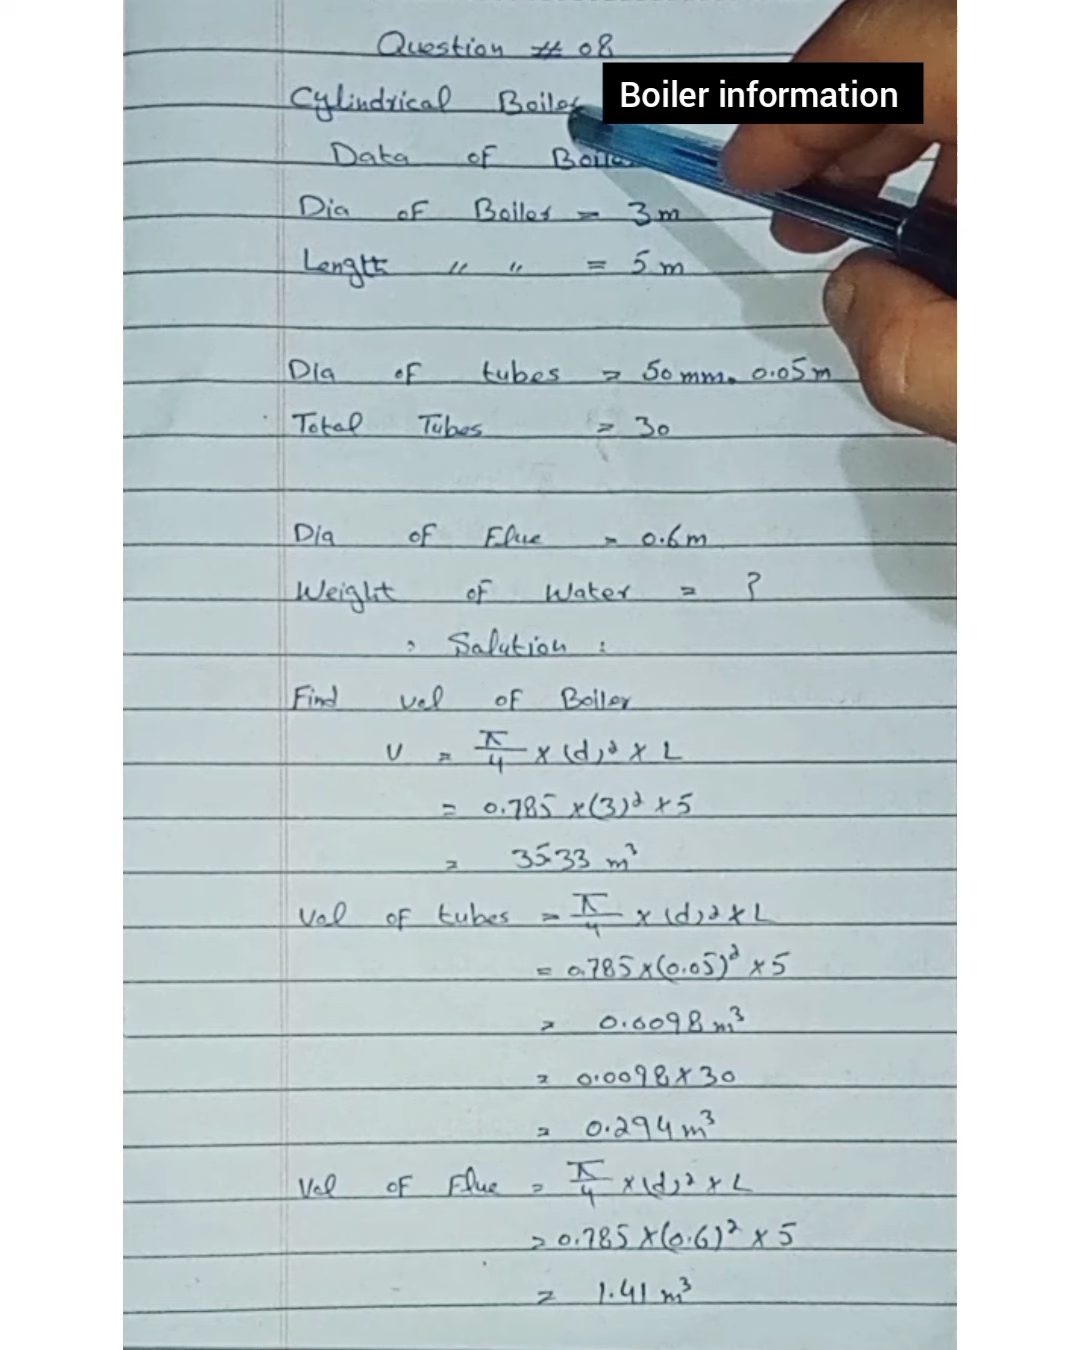 Question # 08
Boiler information
Cylindrical Boiler
Data of Boiler
Dia of Boiler = 3m
Length " " = 5m
Dia of tubes = 50mm. 0.05m
Total Tubes = 30
Dia of Flue = 0.6m
Weight of Water = ?
: Salution :
Find vol of Boiler
V = π/4 × (d)² × L
= 0.785 × (3)² × 5
= 3533 m³
Vol of tubes = π/4 × (d)² × L
= 0.785 × (0.05)² × 5
= 0.0098 m³
= 0.0098 × 30
= 0.294 m³
Vol of Flue = π/4 × (d)² × L
= 0.785 × (0.6)² × 5
= 1.41 m³